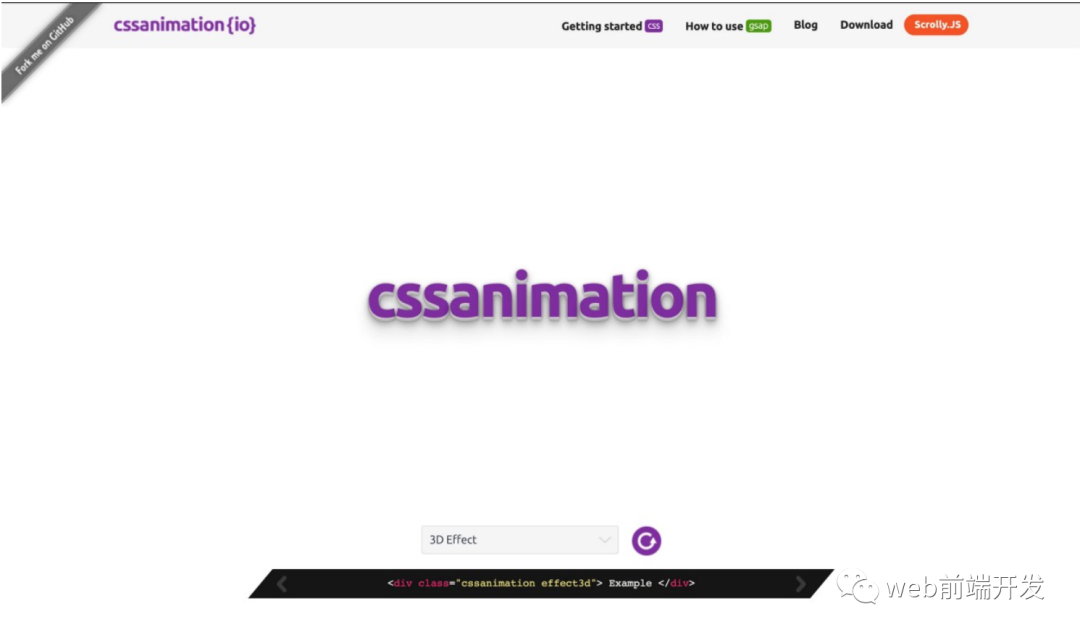 Fork me on GitHub
cssanimation {io}
Getting started css
How to use gsap
Blog
Download
Scrolly.JS
cssanimation
3D Effect
<div class="cssanimation effect3d"> Example </div>
web前端开发